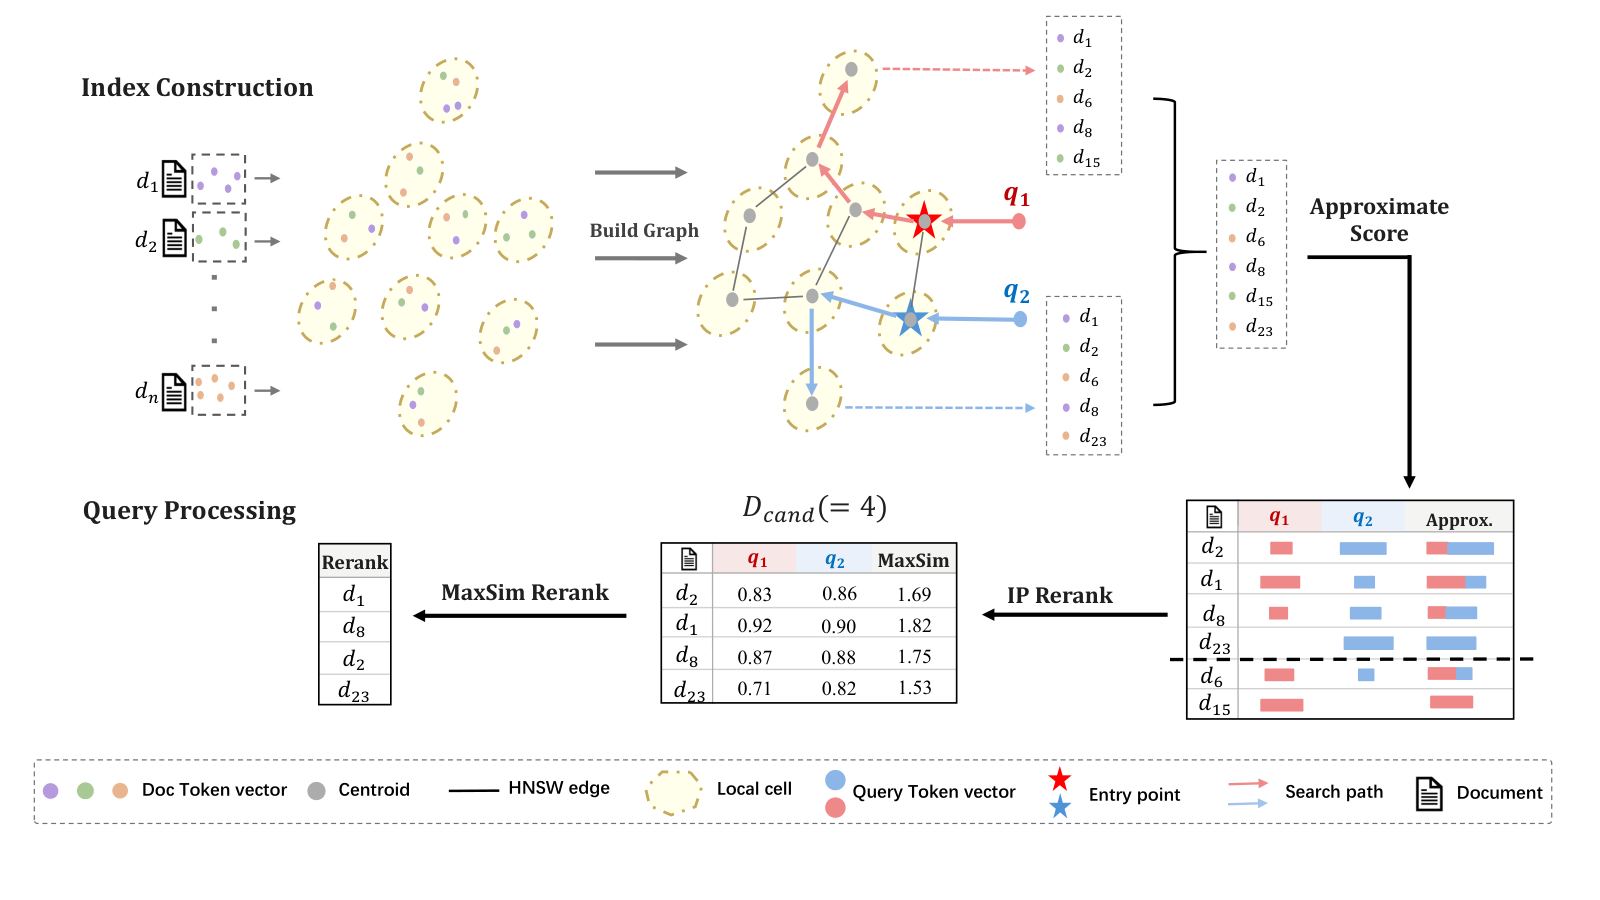 Index Construction
d1
d2
dn
Build Graph
q1
q2
d1
d2
d6
d8
d15
d1
d2
d6
d8
d23
d1
d2
d6
d8
d15
d23
Approximate
Score
Query Processing
Dcand(= 4)
Rerank
d1
d8
d2
d23
MaxSim Rerank
q1 q2 MaxSim
d2 0.83 0.86 1.69
d1 0.92 0.90 1.82
d8 0.87 0.88 1.75
d23 0.71 0.82 1.53
IP Rerank
q1 q2 Approx.
d2
d1
d8
d23
d6
d15
Doc Token vector
Centroid
HNSW edge
Local cell
Query Token vector
Entry point
Search path
Document